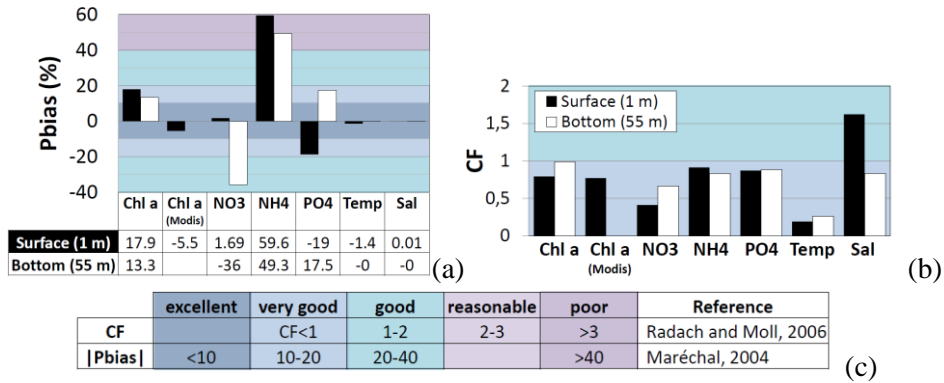 60
40
20
0
-20
-40
Pbias (%)
Chl a Chl a (Modis) NO3 NH4 PO4 Temp Sal
Surface (1 m) 17.9 -5.5 1.69 59.6 -19 -1.4 0.01
Bottom (55 m) 13.3 -36 49.3 17.5 -0 -0
(a)
2
1,5
1
0,5
0
CF
Surface (1 m)
Bottom (55 m)
Chl a Chl a (Modis) NO3 NH4 PO4 Temp Sal
(b)
excellent very good good reasonable poor Reference
CF CF<1 1-2 2-3 >3 Radach and Moll, 2006
|Pbias| <10 10-20 20-40 >40 Maréchal, 2004
(c)